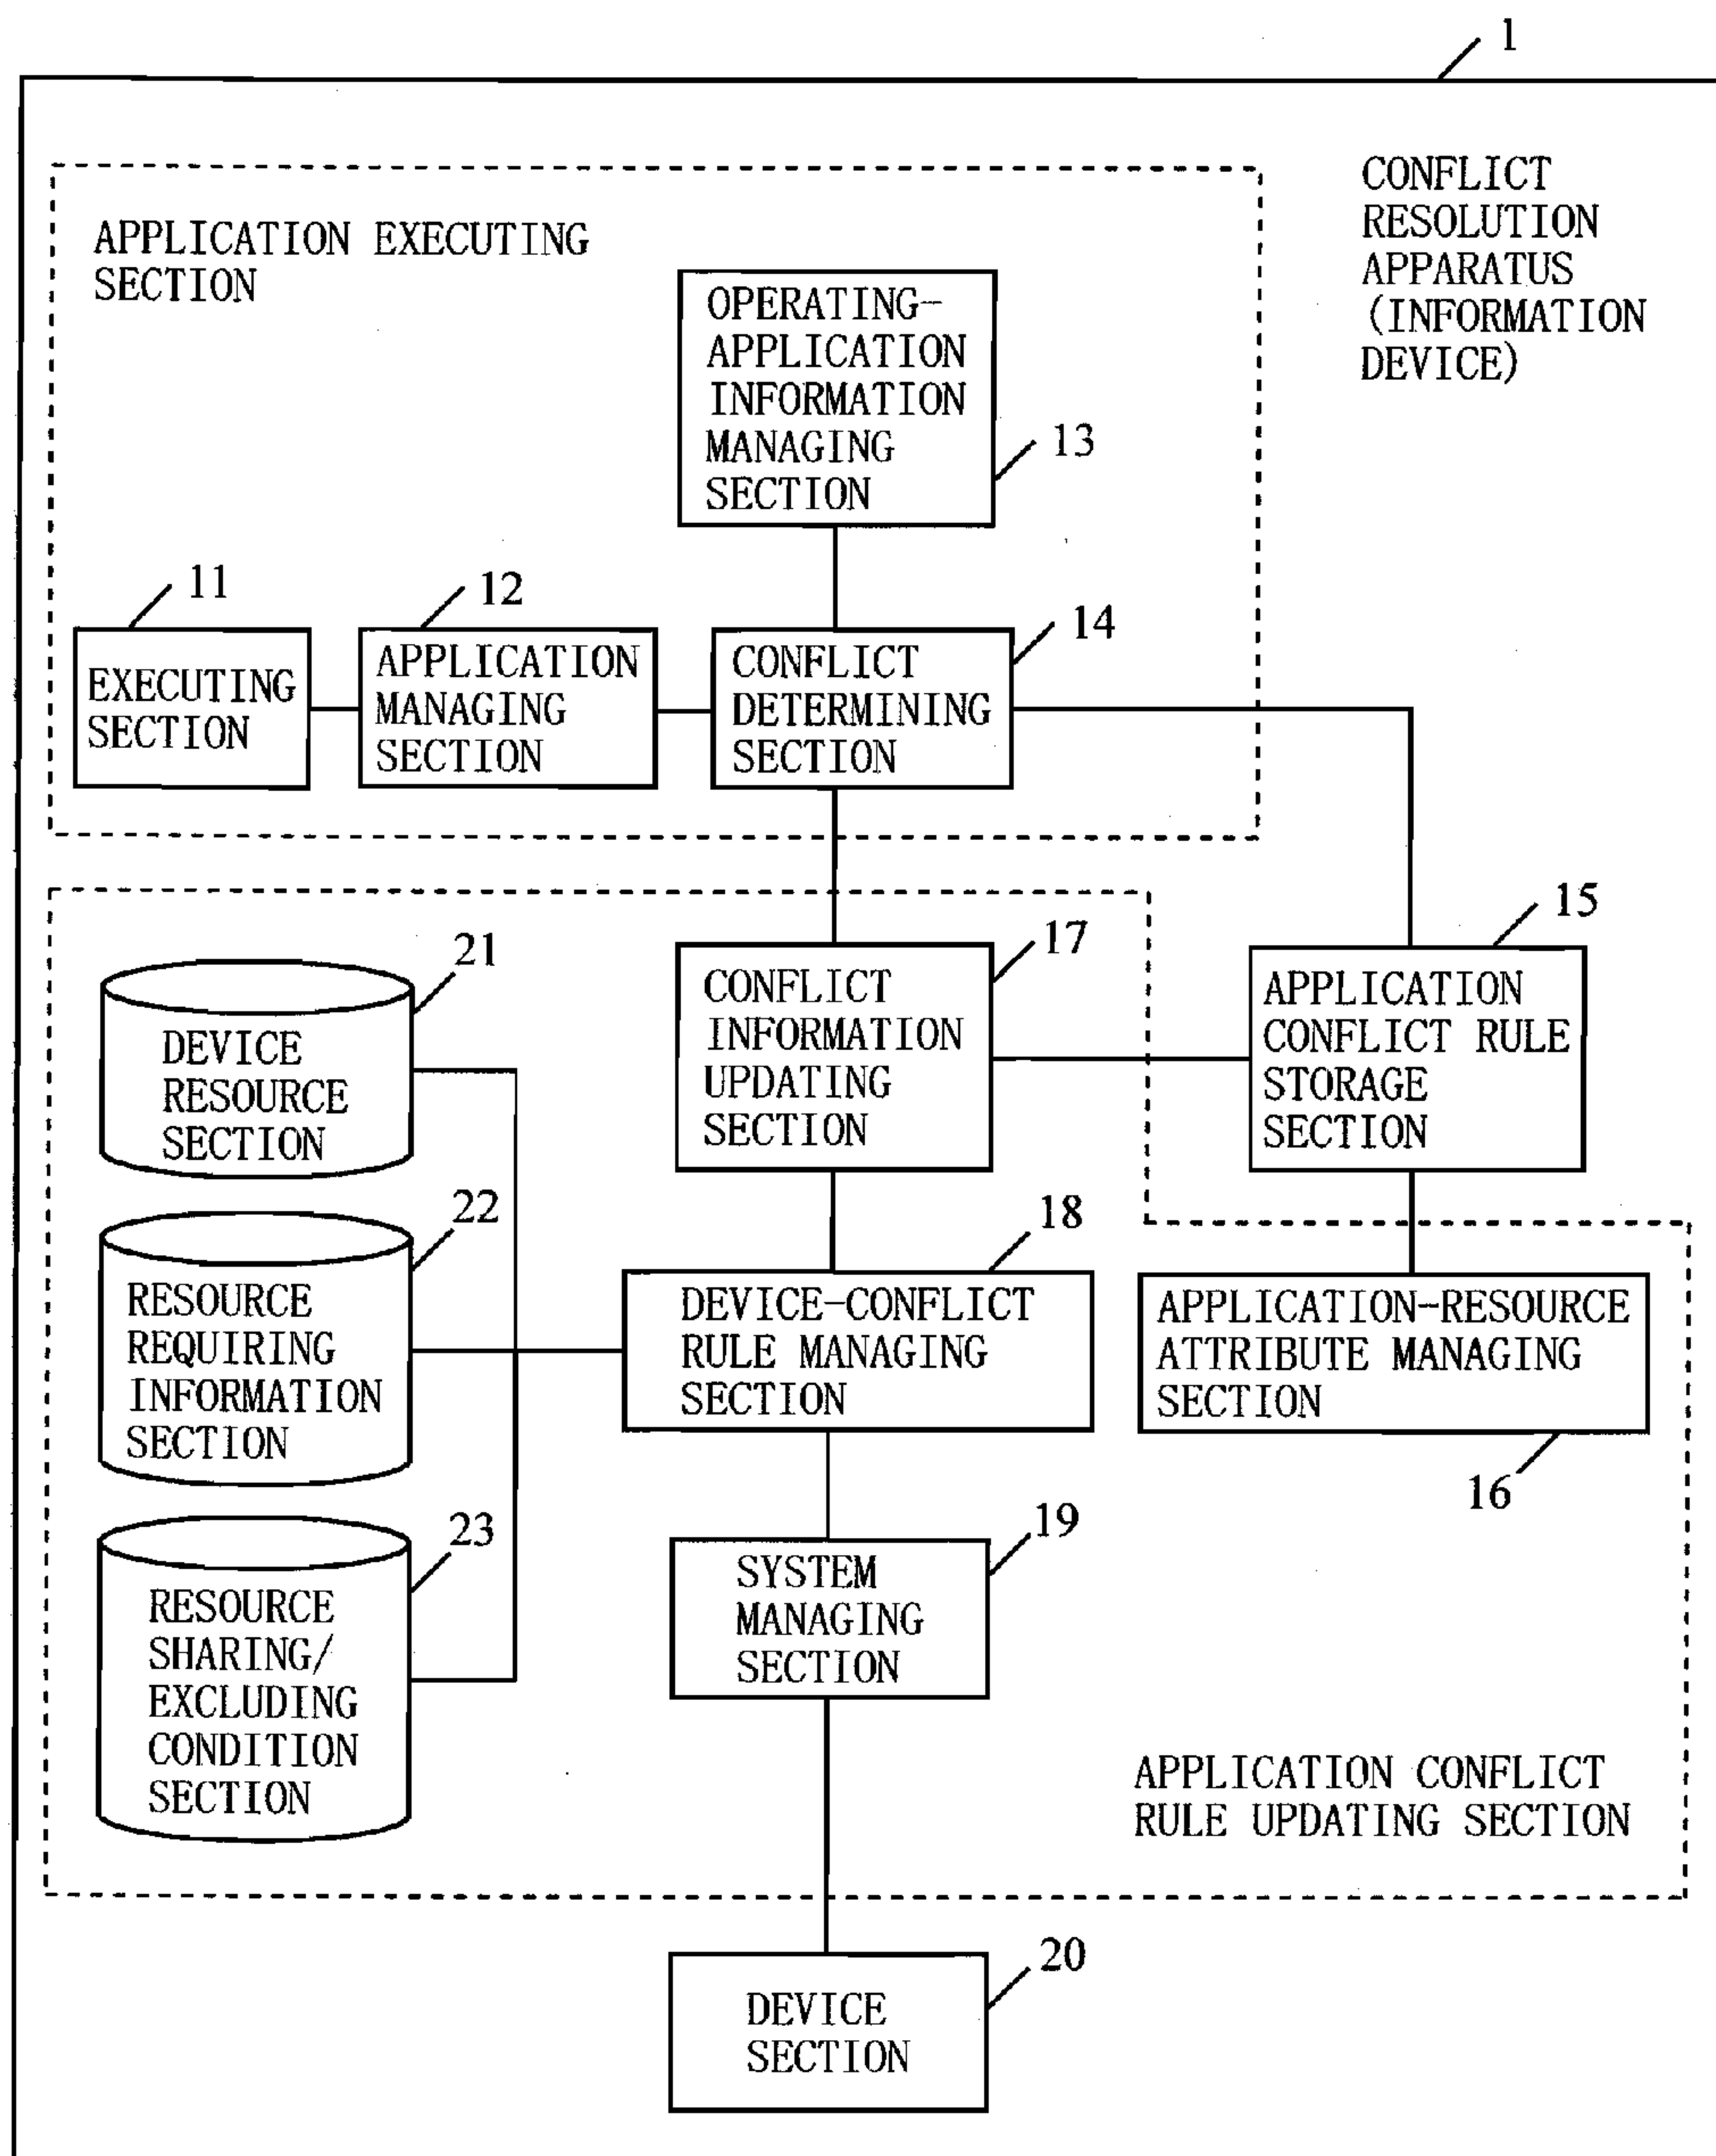 1
CONFLICT
RESOLUTION
APPARATUS
(INFORMATION
DEVICE)
APPLICATION EXECUTING
SECTION
OPERATING-
APPLICATION
INFORMATION
MANAGING
SECTION
13
11
EXECUTING
SECTION
12
APPLICATION
MANAGING
SECTION
14
CONFLICT
DETERMINING
SECTION
15
APPLICATION
CONFLICT RULE
STORAGE
SECTION
17
CONFLICT
INFORMATION
UPDATING
SECTION
21
DEVICE
RESOURCE
SECTION
22
RESOURCE
REQUIRING
INFORMATION
SECTION
18
DEVICE-CONFLICT
RULE MANAGING
SECTION
APPLICATION-RESOURCE
ATTRIBUTE MANAGING
SECTION
16
23
RESOURCE
SHARING/
EXCLUDING
CONDITION
SECTION
19
SYSTEM
MANAGING
SECTION
APPLICATION CONFLICT
RULE UPDATING SECTION
20
DEVICE
SECTION